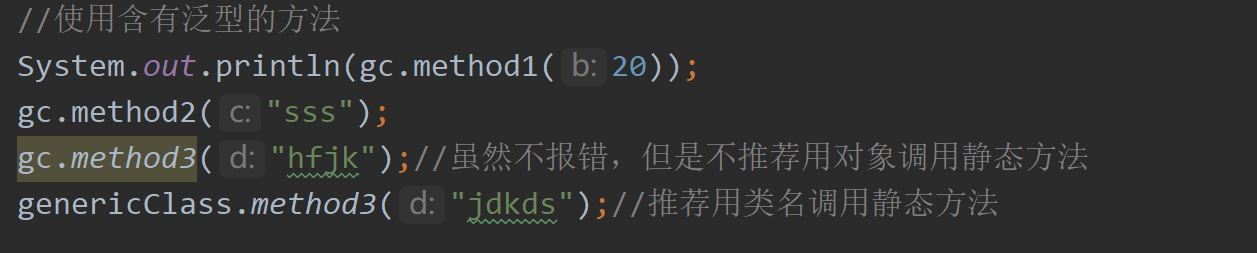 //使用含有泛型的方法
System.out.println(gc.method1( b: 20));
gc.method2( c: "sss");
gc.method3( d: "hfjk");//虽然不报错，但是不推荐用对象调用静态方法
genericClass.method3( d: "jdkds");//推荐用类名调用静态方法